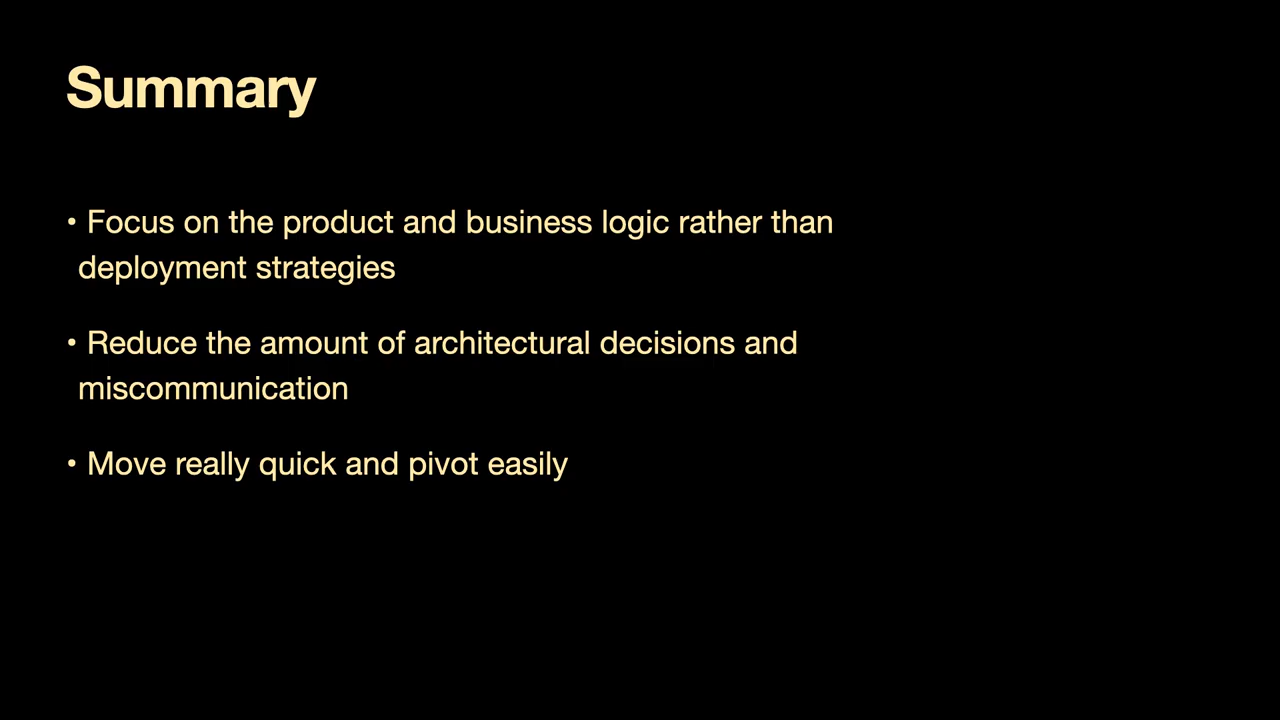 Summary
• Focus on the product and business logic rather than
deployment strategies
• Reduce the amount of architectural decisions and
miscommunication
• Move really quick and pivot easily